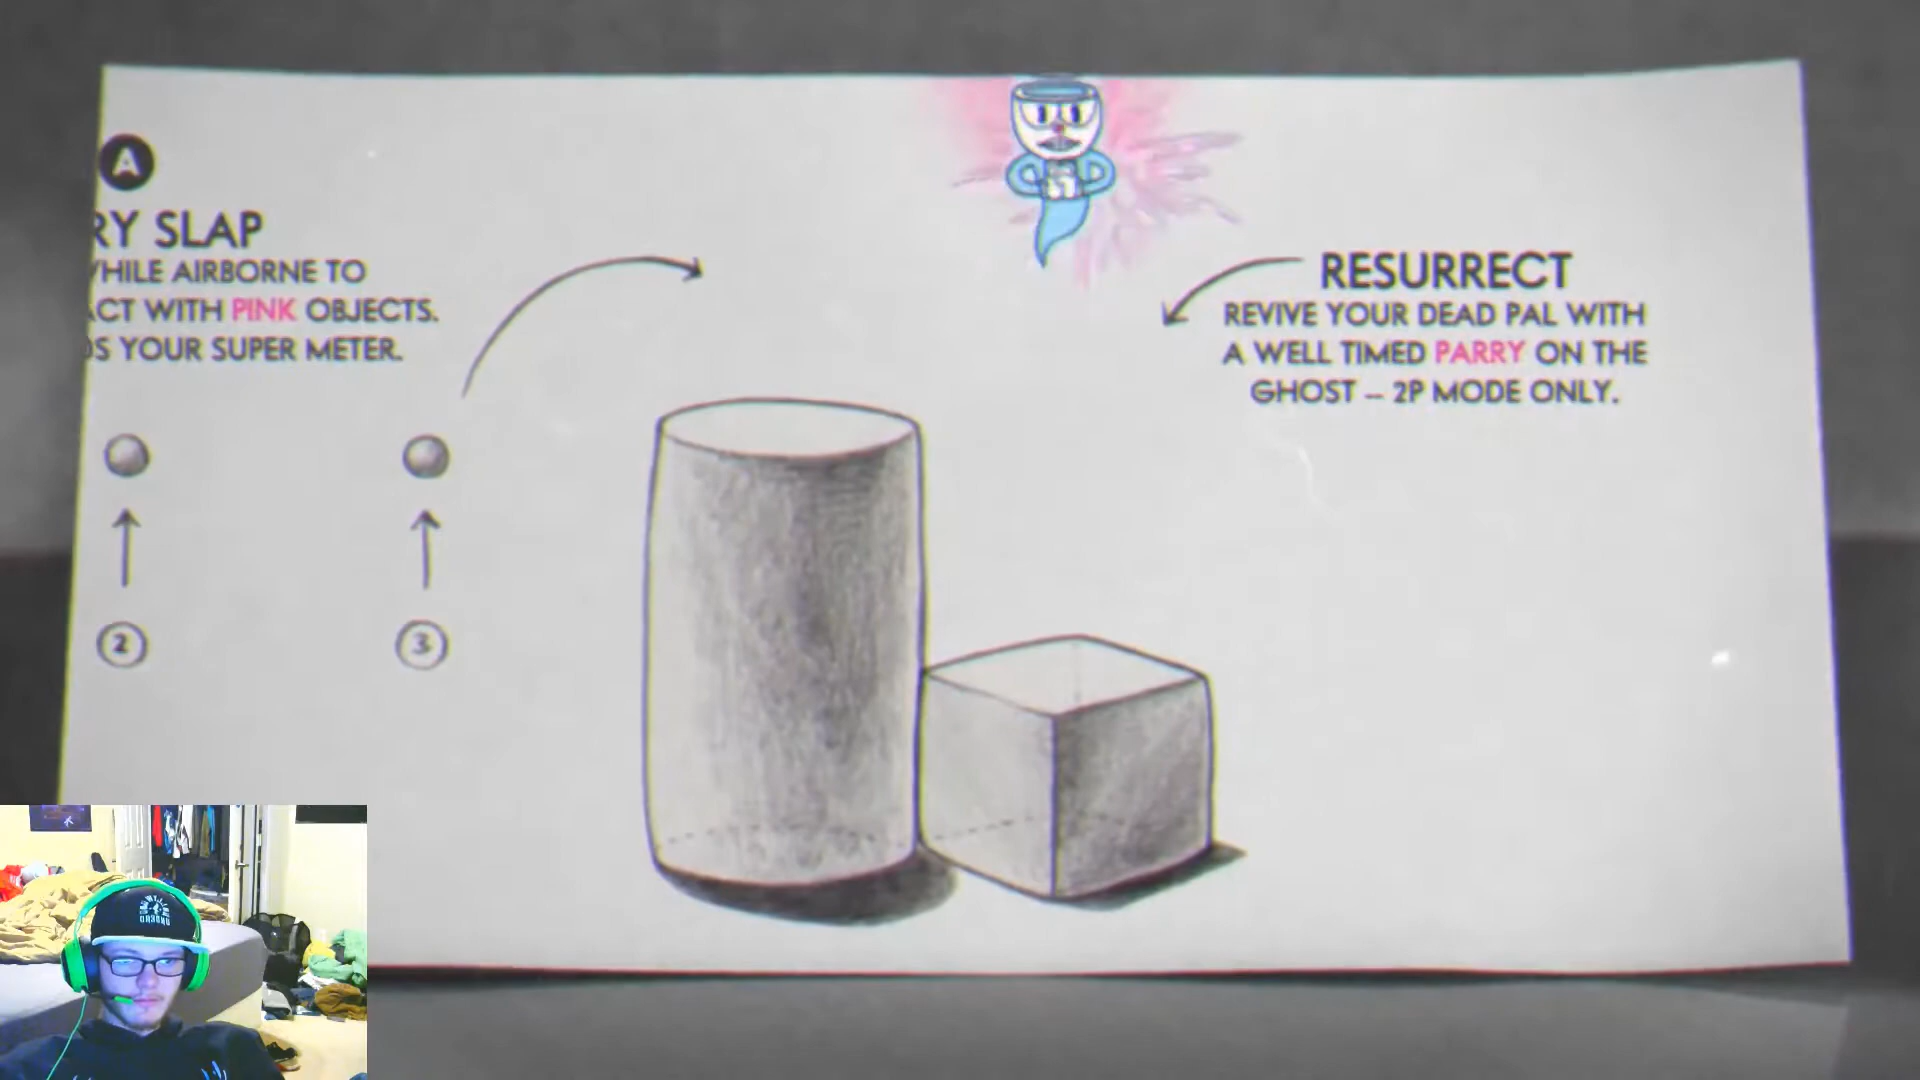 A
RY SLAP
WHILE AIRBORNE TO
ACT WITH PINK OBJECTS.
DS YOUR SUPER METER.
2
3
RESURRECT
REVIVE YOUR DEAD PAL WITH
A WELL TIMED PARRY ON THE
GHOST – 2P MODE ONLY.